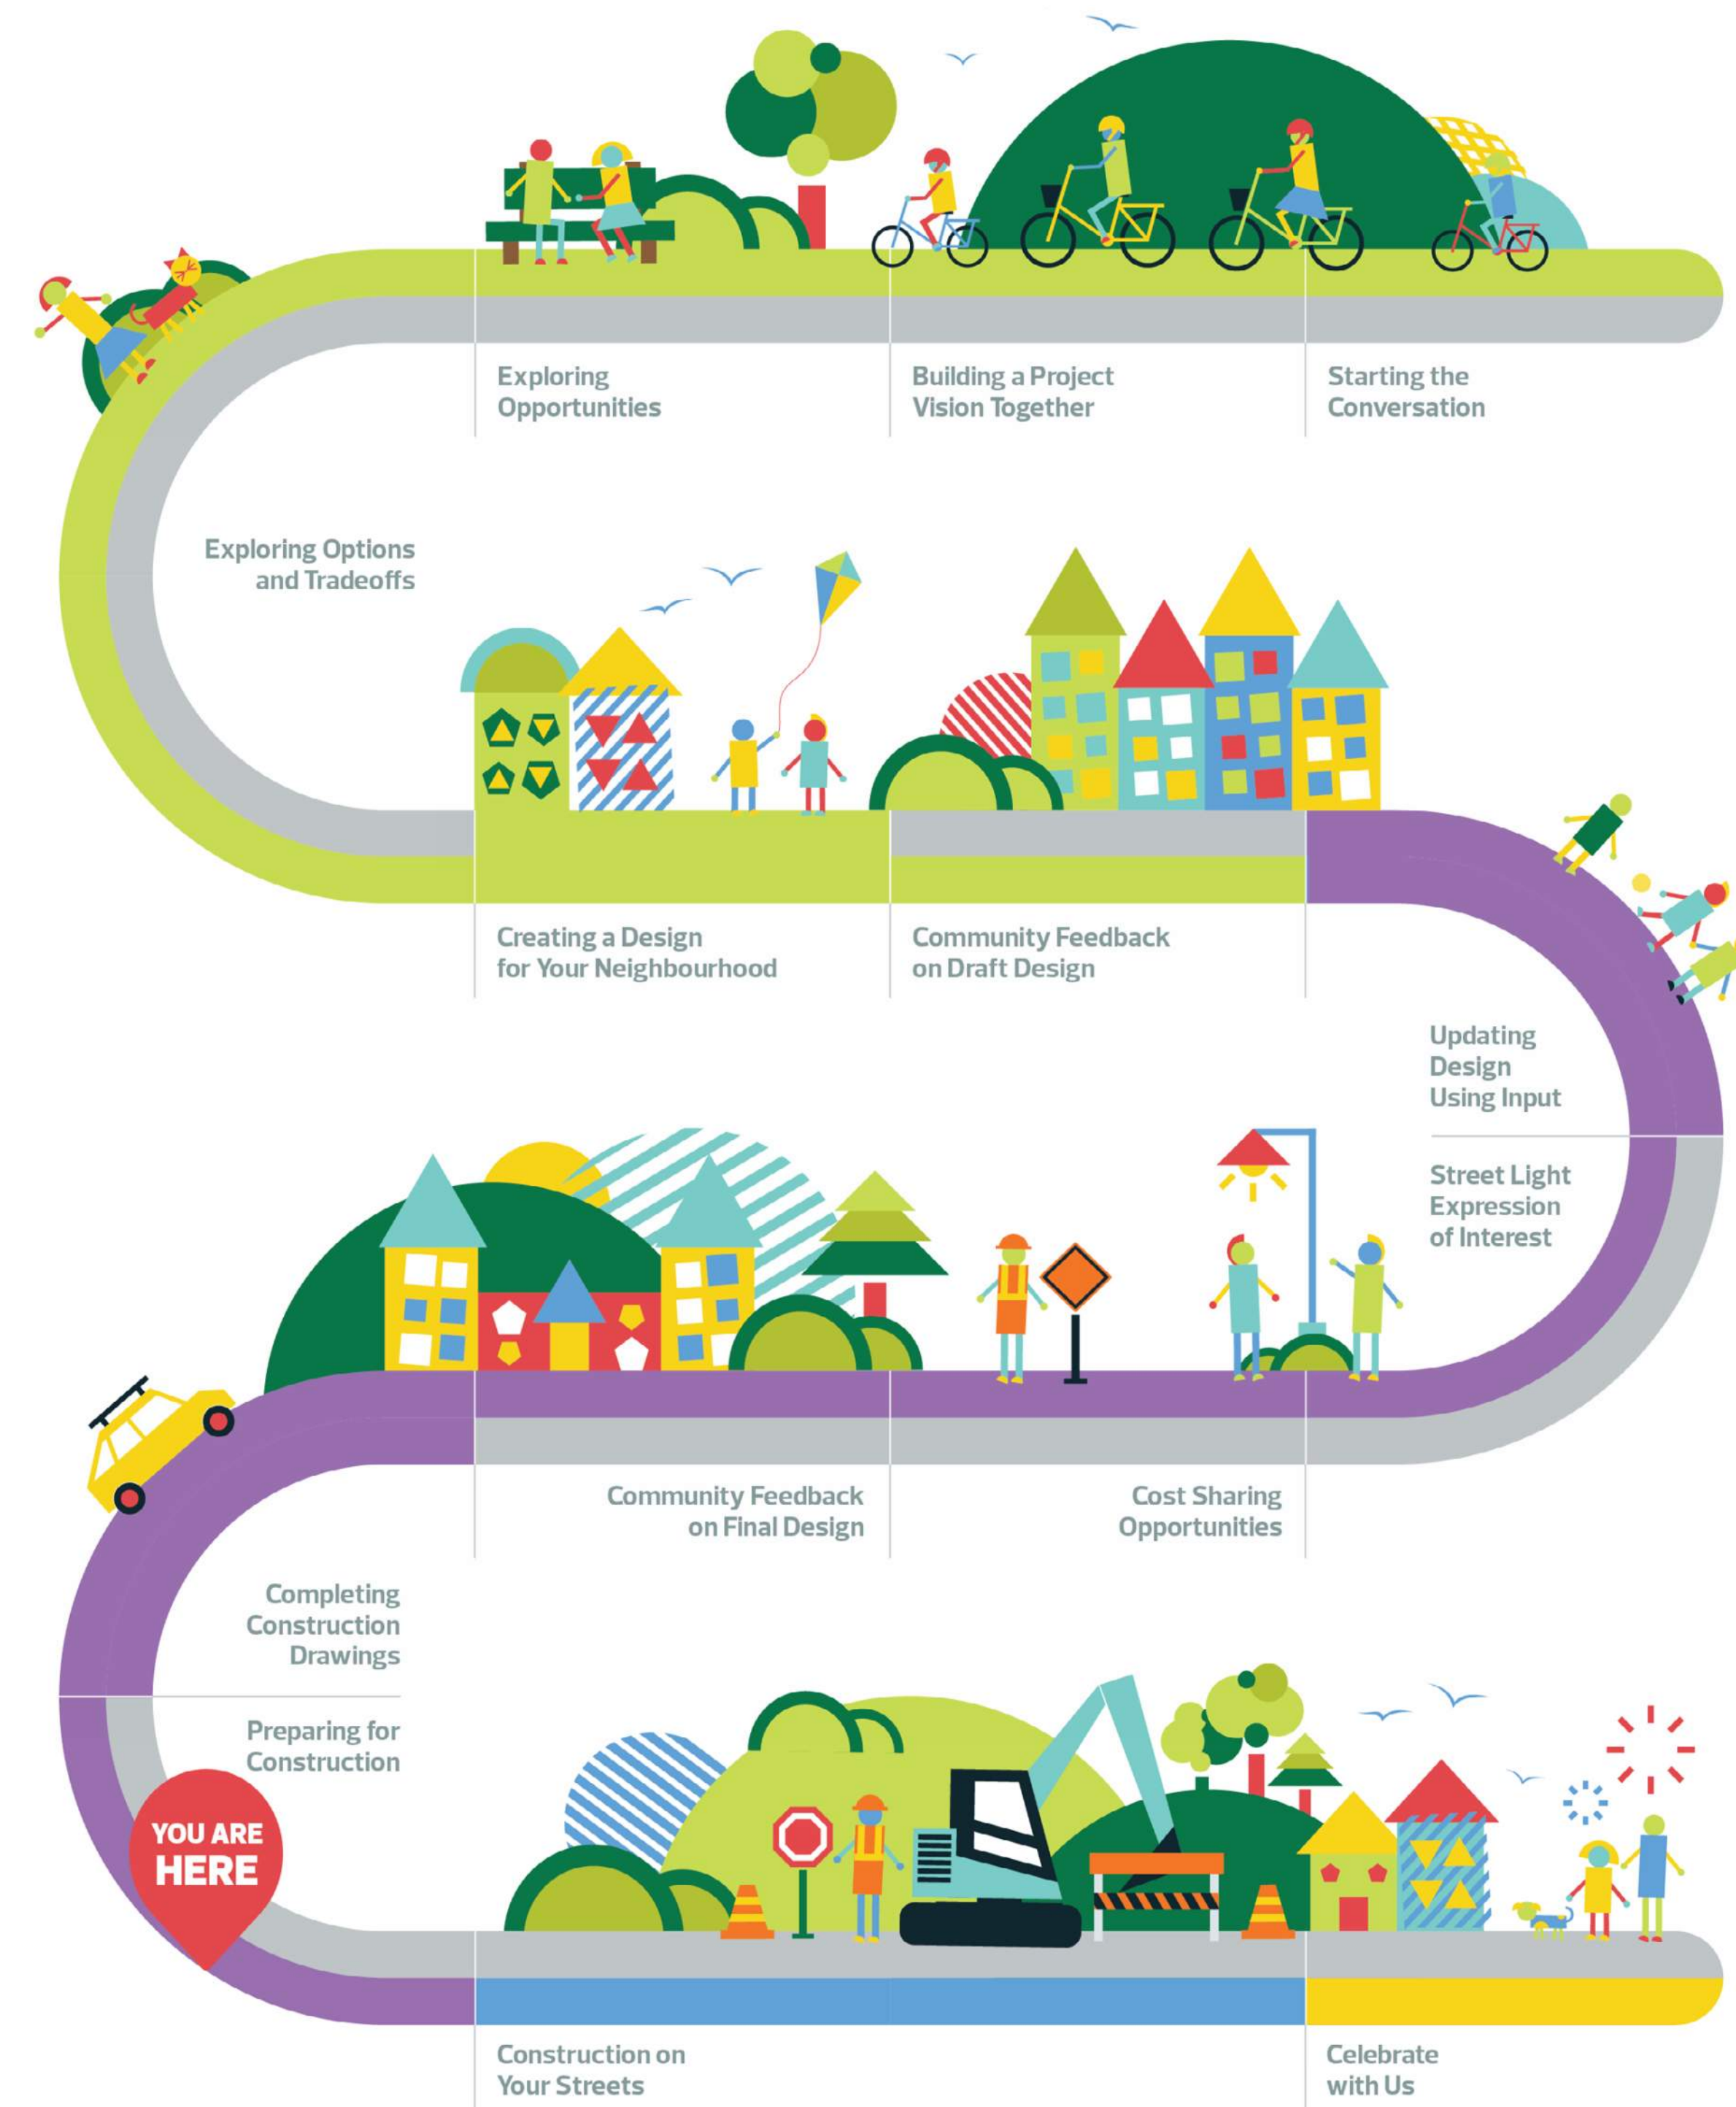 Exploring
Opportunities
Building a Project
Vision Together
Starting the
Conversation
Exploring Options
and Tradeoffs
Creating a Design
for Your Neighbourhood
Community Feedback
on Draft Design
Updating
Design
Using Input
Street Light
Expression
of Interest
Community Feedback
on Final Design
Cost Sharing
Opportunities
Completing
Construction
Drawings
Preparing for
Construction
YOU ARE
HERE
Construction on
Your Streets
Celebrate
with Us